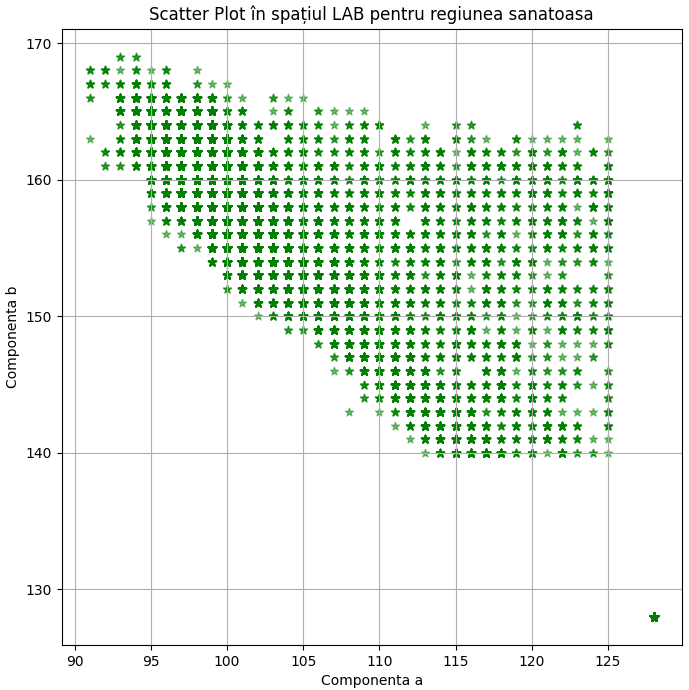 Scatter Plot în spațiul LAB pentru regiunea sanatoasa
170
160
150
140
130
Componenta b
90 95 100 105 110 115 120 125
Componenta a